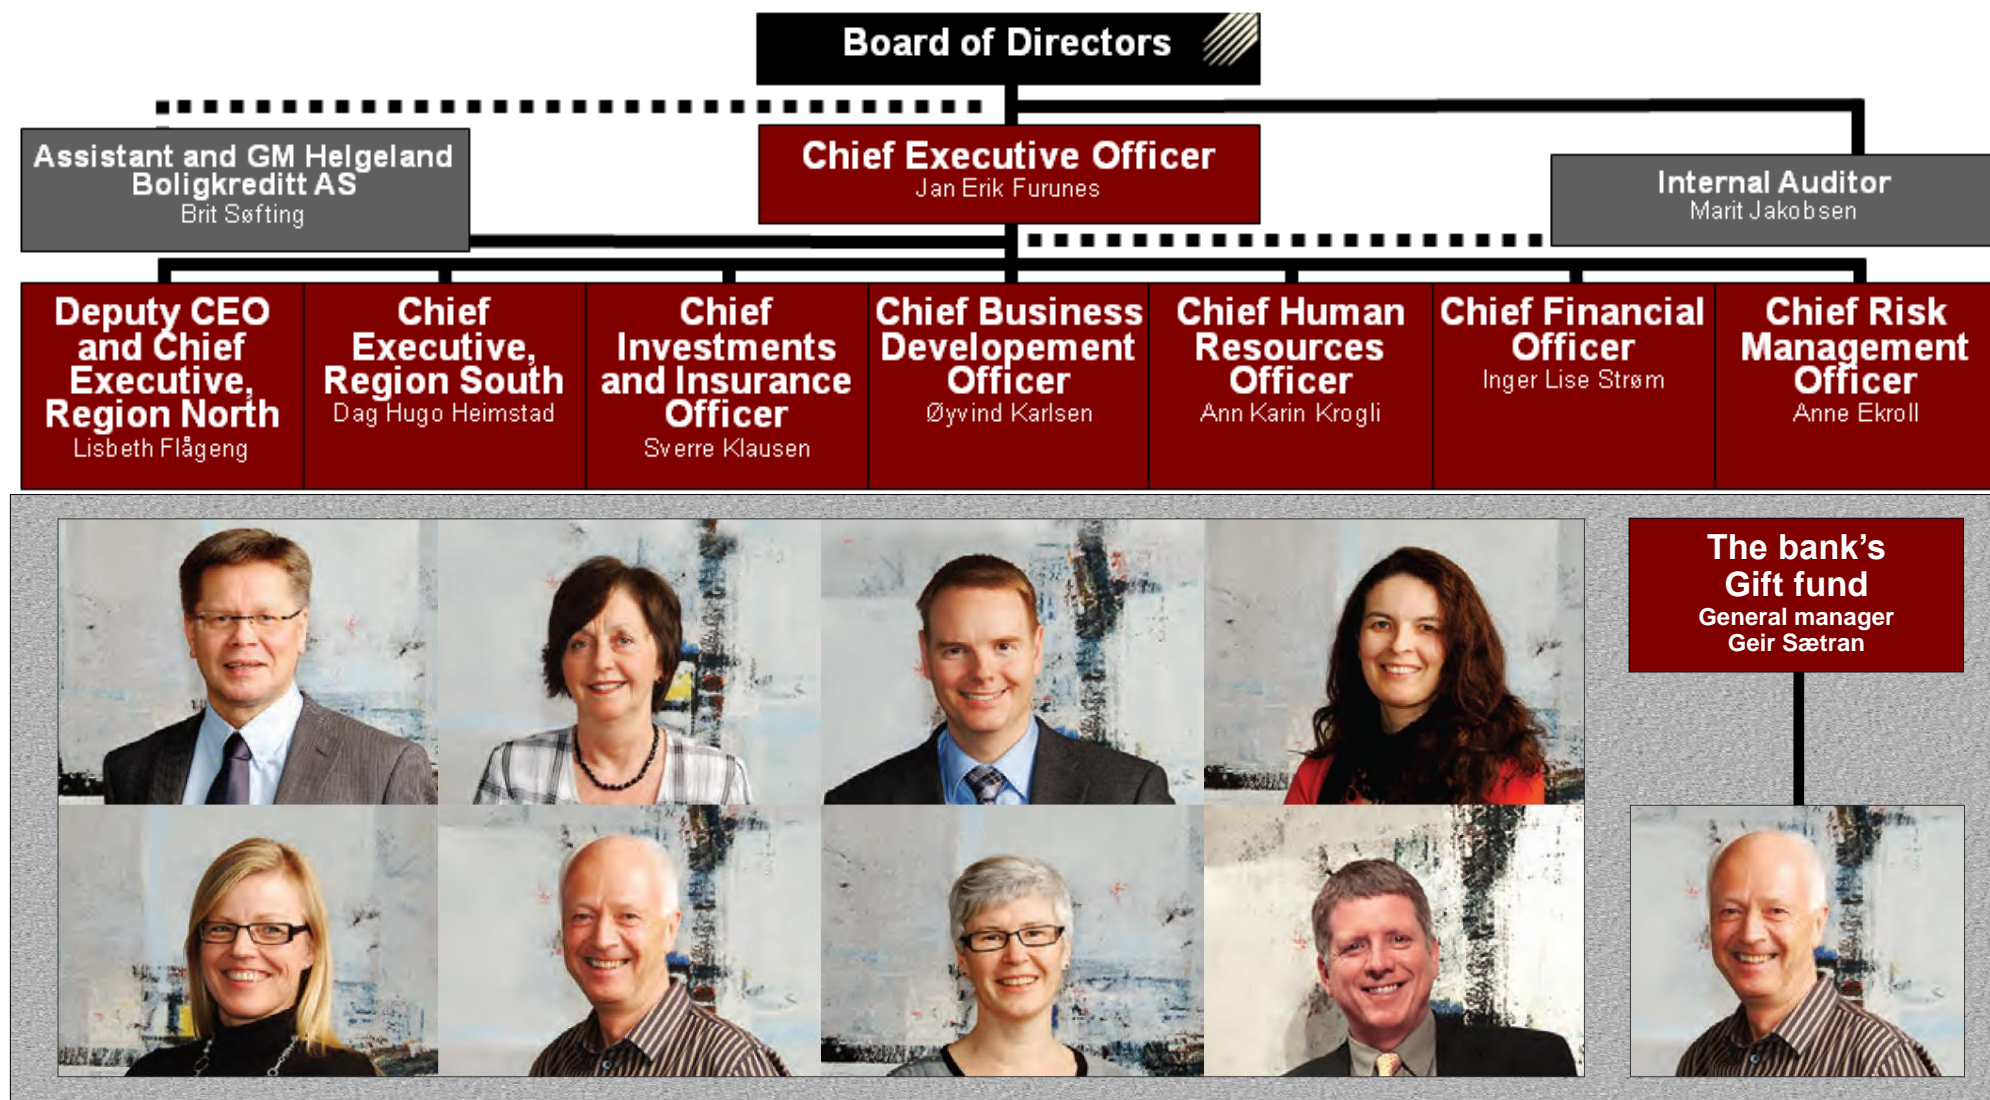 Board of Directors
Assistant and GM Helgeland
Boligkreditt AS
Brit Søfting
Chief Executive Officer
Jan Erik Furunes
Internal Auditor
Marit Jakobsen
Deputy CEO
and Chief
Executive,
Region North
Lisbeth Flågeng
Chief
Executive,
Region South
Dag Hugo Heimstad
Chief
Investments
and Insurance
Officer
Sverre Klausen
Chief Business
Developement
Officer
Øyvind Karlsen
Chief Human
Resources
Officer
Ann Karin Krogli
Chief Financial
Officer
Inger Lise Strøm
Chief Risk
Management
Officer
Anne Ekroll
The bank's
Gift fund
General manager
Geir Sætran